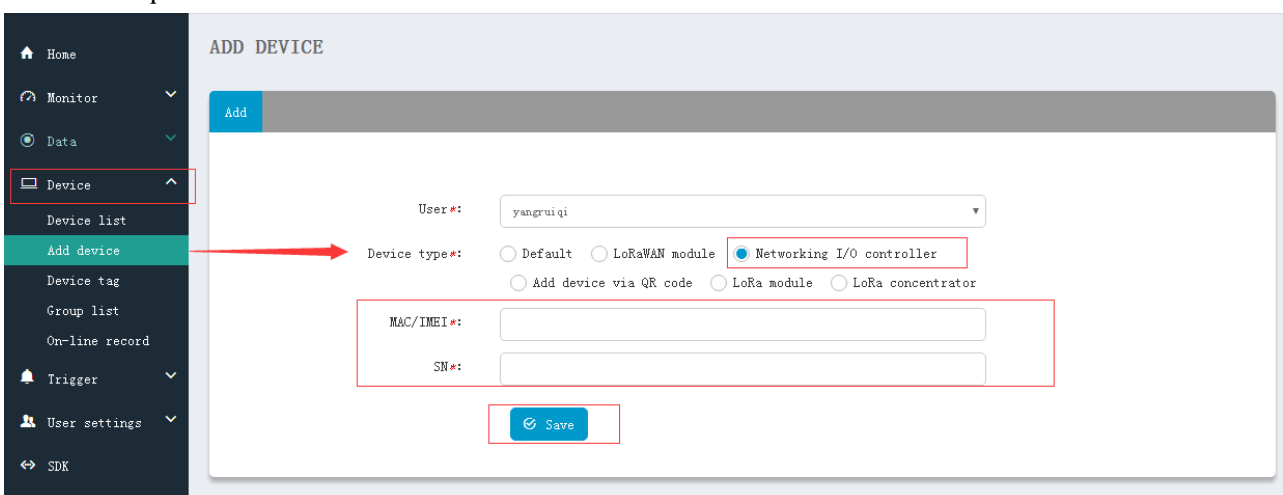 Home
Monitor
Data
Device
Device list
Add device
Device tag
Group list
On-line record
Trigger
User settings
SDK
ADD DEVICE
Add
User*:
yangruiqi
Device type*:
Default
LoRaWAN module
Networking I/O controller
Add device via QR code
LoRa module
LoRa concentrator
MAC/IMEI*:
SN*:
Save